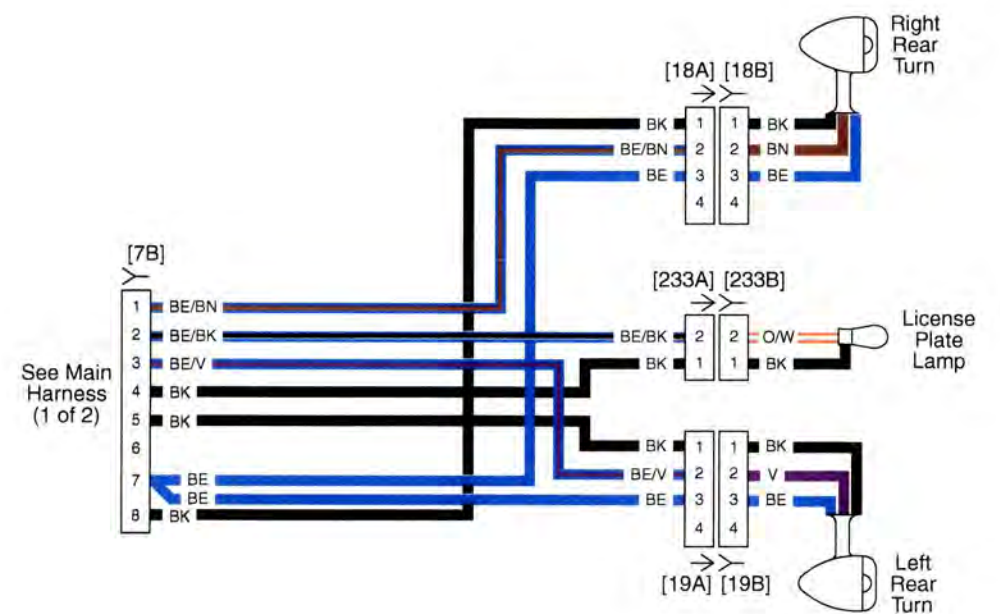 Right
Rear
Turn
[18A] [18B]
BK 1 1 BK
BE/BN 2 2 BN
BE 3 3 BE
4 4
[7B]
[233A] [233B]
1 BE/BN
2 BE/BK BE/BK 2 2 O/W
3 BE/V BK 1 1 BK
License
Plate
Lamp
See Main
Harness
(1 of 2)
4 BK
5 BK
6
7 BE
BE
8 BK
BK 1 1 BK
BE/V 2 2 V
BE 3 3 BE
4 4
[19A] [19B]
Left
Rear
Turn